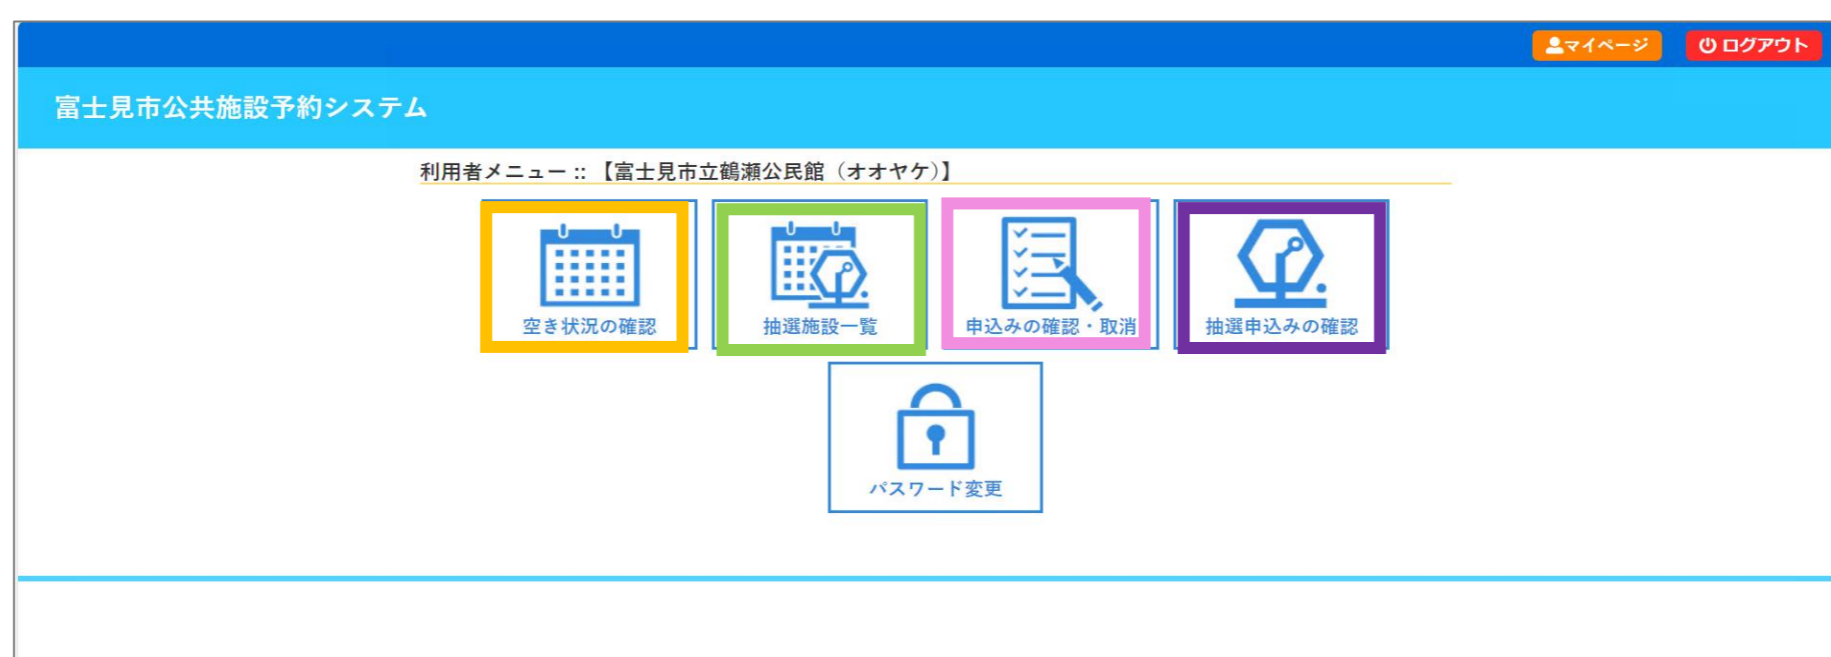 マイページ ログアウト
富士見市公共施設予約システム
利用者メニュー :: 【富士見市立鶴瀬公民館（オオヤケ)】
空き状況の確認 抽選施設一覧 申込みの確認・取消 抽選申込みの確認
パスワード変更